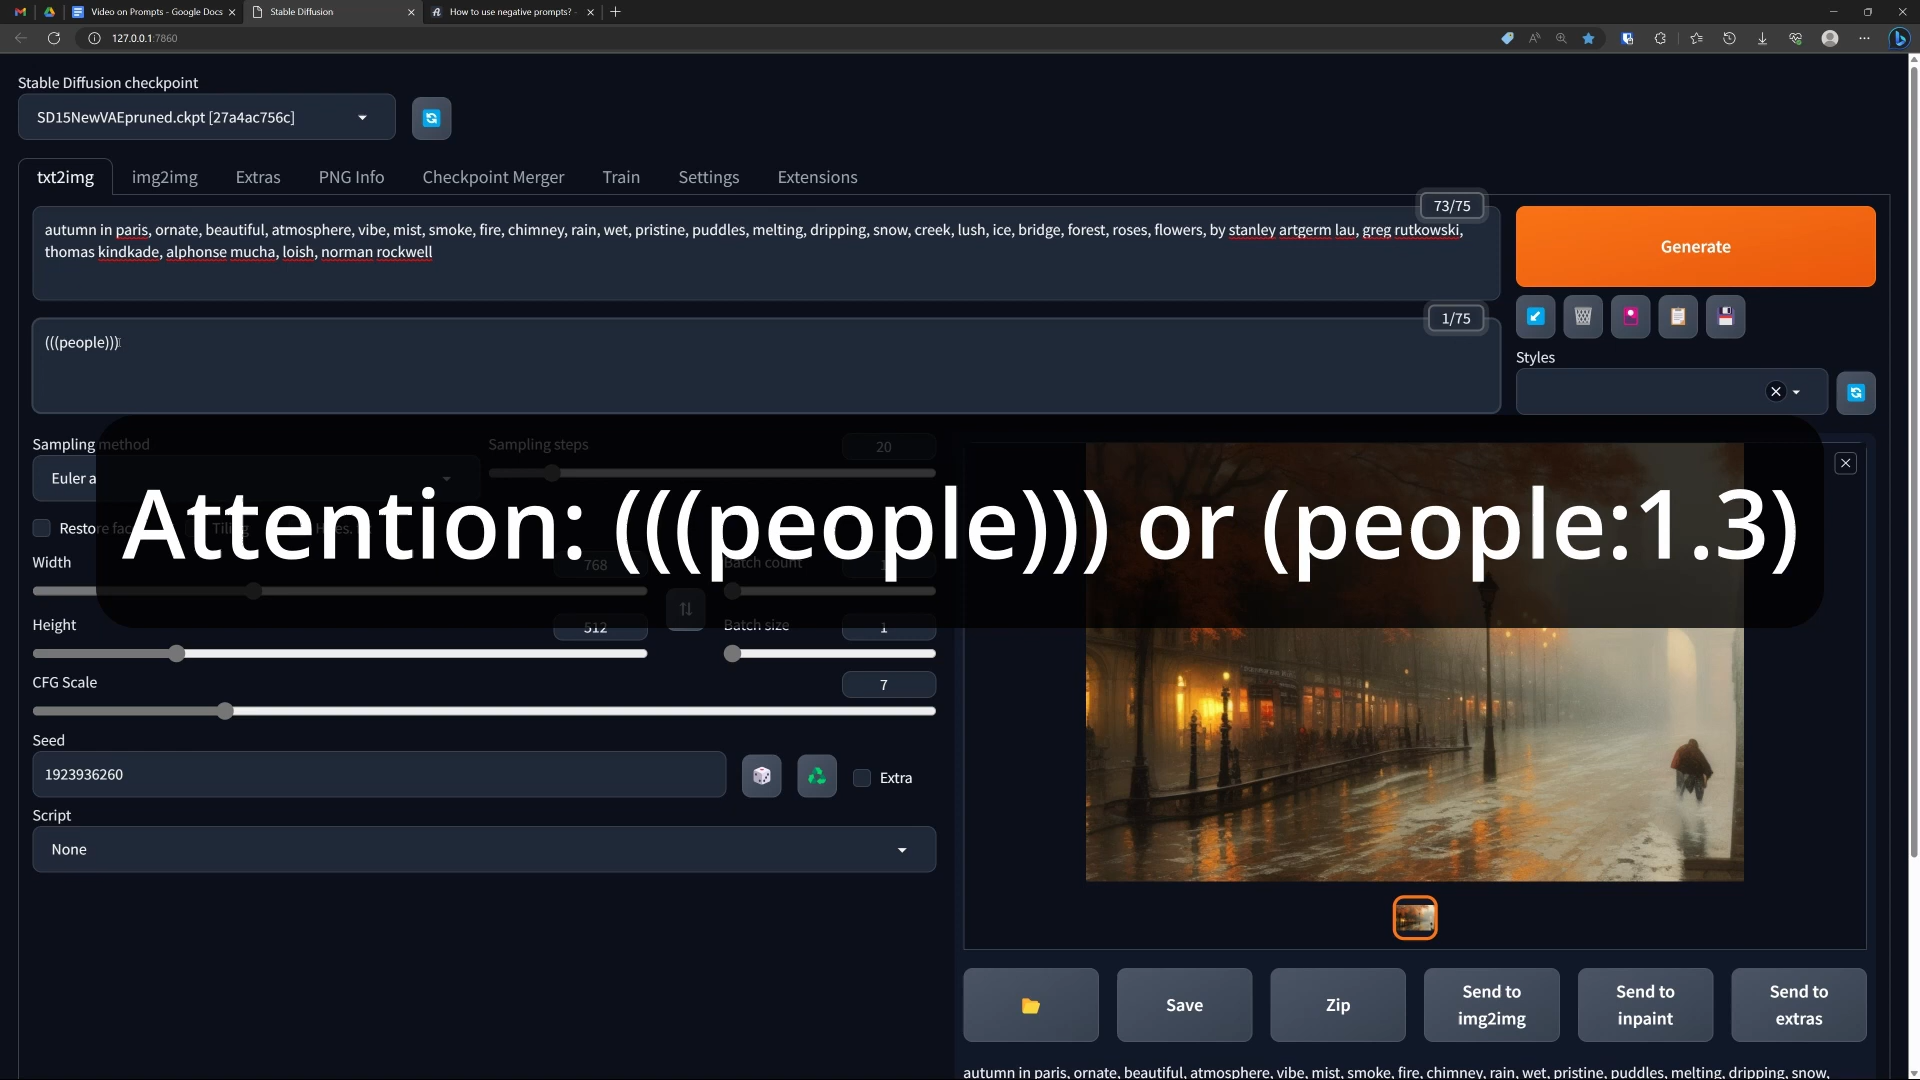 Video on Prompts - Google Docs
Stable Diffusion
How to use negative prompts? -
127.0.0.1:7860
Stable Diffusion checkpoint
SD15NewVAEpruned.ckpt [27a4ac756c]
txt2img
img2img
Extras
PNG Info
Checkpoint Merger
Train
Settings
Extensions
73/75
autumn in paris, ornate, beautiful, atmosphere, vibe, mist, smoke, fire, chimney, rain, wet, pristine, puddles, melting, dripping, snow, creek, lush, ice, bridge, forest, roses, flowers, by stanley artgerm lau, greg rutkowski,
thomas kindkade, alphonse mucha, loish, norman rockwell
Generate
1/75
(((people)))
Styles
Sampling method
Sampling steps
20
Euler a
Attention: (((people))) or (people:1.3)
Width
768
Batch count
Height
512
Batch size
1
CFG Scale
7
Seed
1923936260
Extra
Script
None
Save
Zip
Send to
img2img
Send to
inpaint
Send to
extras
autumn in paris, ornate, beautiful, atmosphere, vibe, mist, smoke, fire, chimney, rain, wet, pristine, puddles, melting, dripping, snow,